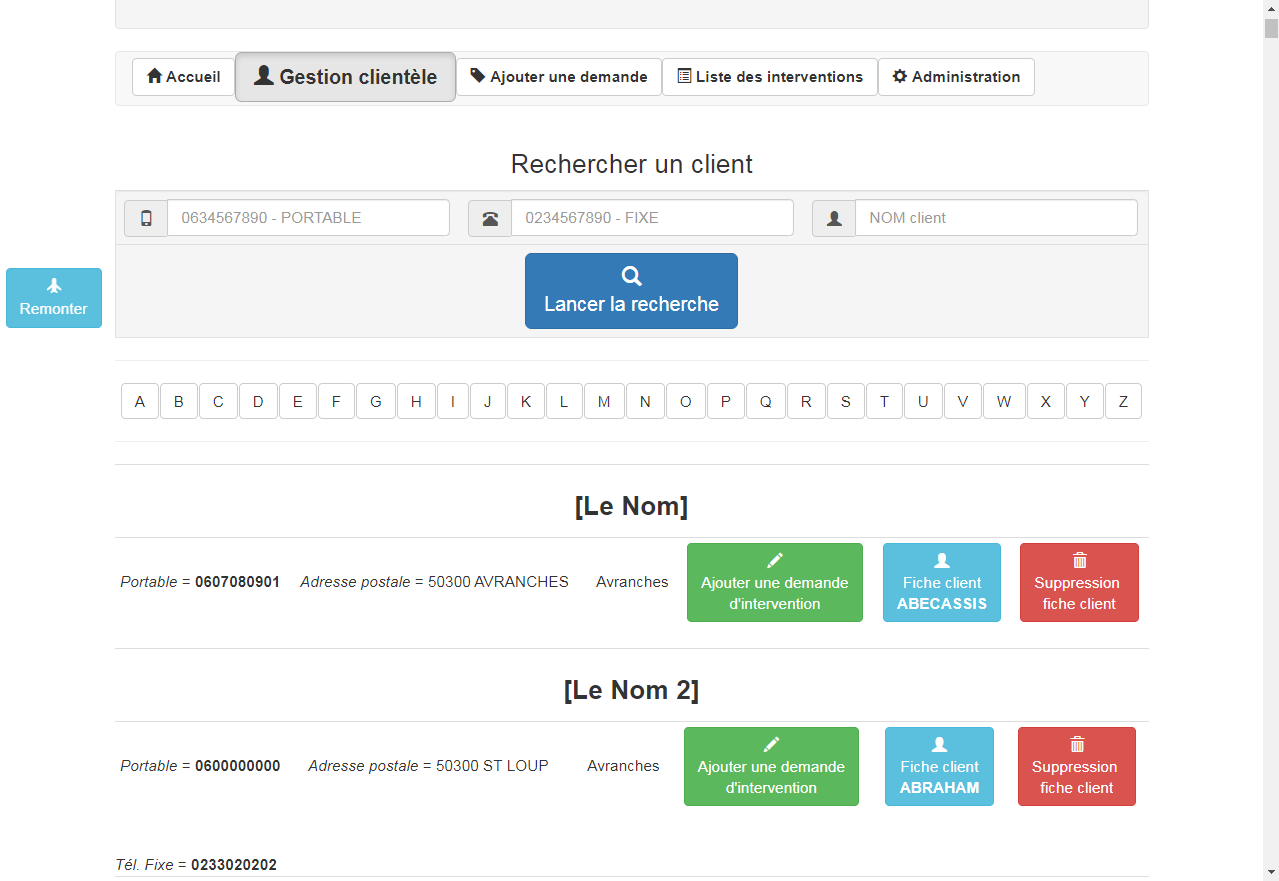 Accueil Gestion clientèle Ajouter une demande Liste des interventions Administration
Rechercher un client
0634567890 - PORTABLE 0234567890 - FIXE NOM client
Lancer la recherche
Remonter
A B C D E F G H I J K L M N O P Q R S T U V W X Y Z
[Le Nom]
Portable = 0607080901 Adresse postale = 50300 AVRANCHES Avranches
Ajouter une demande
d'intervention
Fiche client
ABECASSIS
Suppression
fiche client
[Le Nom 2]
Portable = 0600000000 Adresse postale = 50300 ST LOUP Avranches
Ajouter une demande
d'intervention
Fiche client
ABRAHAM
Suppression
fiche client
Tél. Fixe = 0233020202